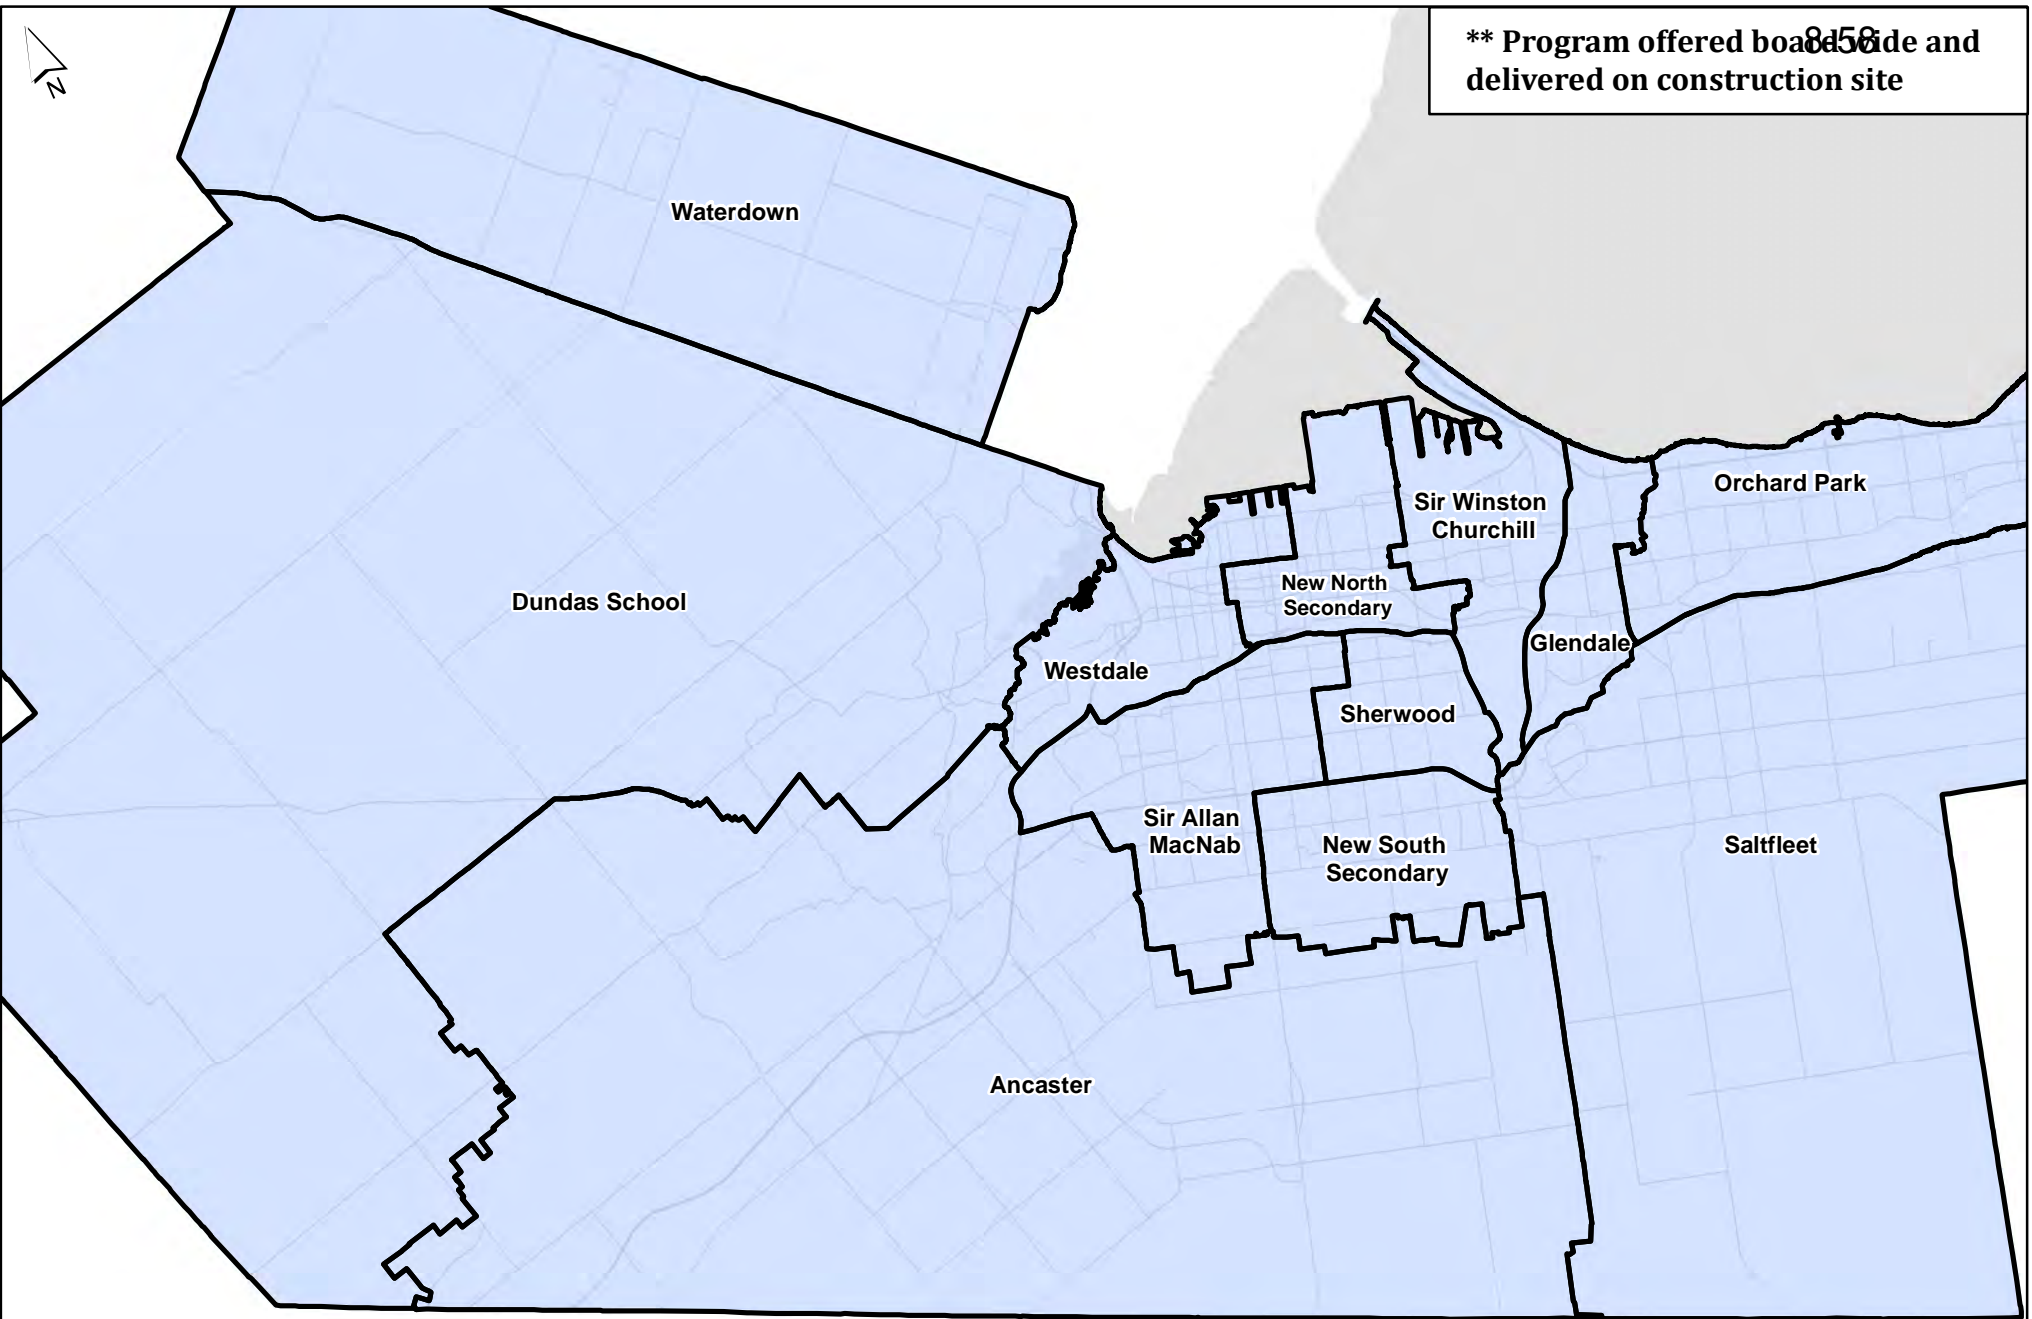 8-58
** Program offered board wide and
delivered on construction site
N
Waterdown
Orchard Park
Sir Winston
Churchill
New North
Secondary
Dundas School
Glendale
Westdale
Sherwood
Sir Allan
MacNab
New South
Secondary
Saltfleet
Ancaster